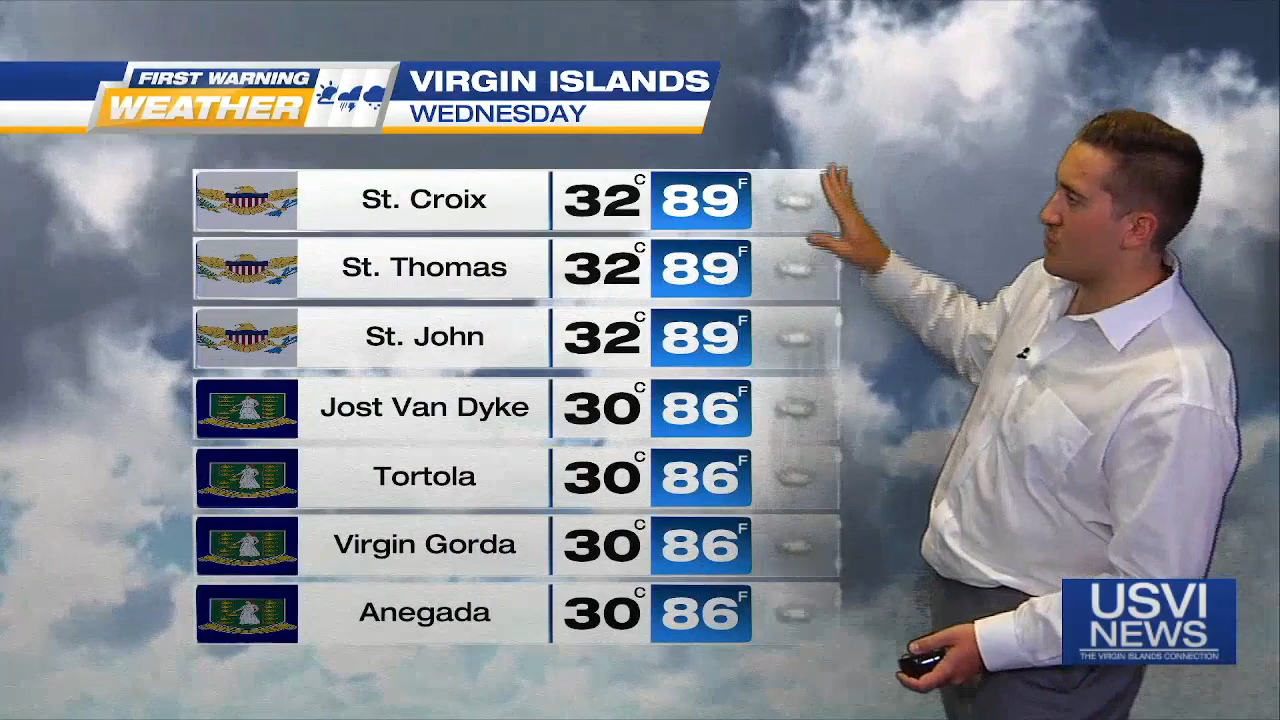 FIRST WARNING
WEATHER
VIRGIN ISLANDS
WEDNESDAY
St. Croix 32 C 89 F
St. Thomas 32 C 89 F
St. John 32 C 89 F
Jost Van Dyke 30 C 86 F
Tortola 30 C 86 F
Virgin Gorda 30 C 86 F
Anegada 30 C 86 F
USVI
NEWS
THE VIRGIN ISLANDS CONNECTION